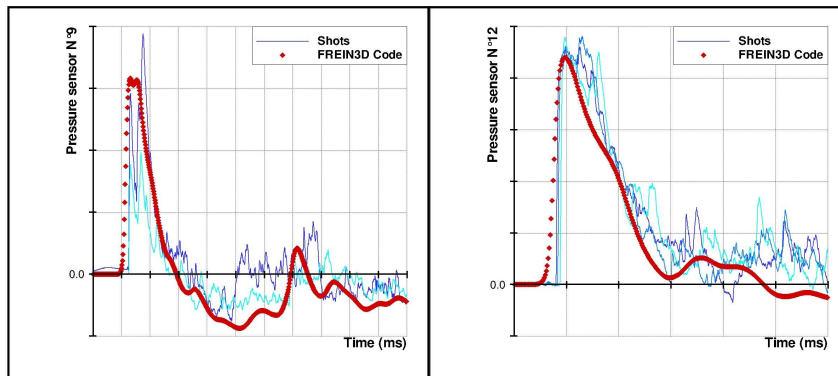 Pressure sensor N°9
Shots
FREIN3D Code
0.0
Time (ms)
Pressure sensor N°12
Shots
FREIN3D Code
0.0
Time (ms)